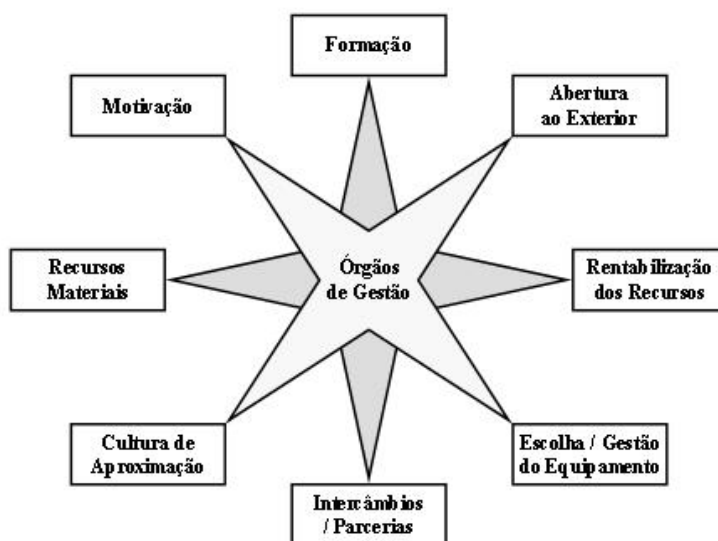 Formação
Motivação
Abertura
ao Exterior
Recursos
Materiais
Órgãos
de Gestão
Rentabilização
dos Recursos
Cultura de
Aproximação
Escolha / Gestão
do Equipamento
Intercâmbios
/ Parcerias